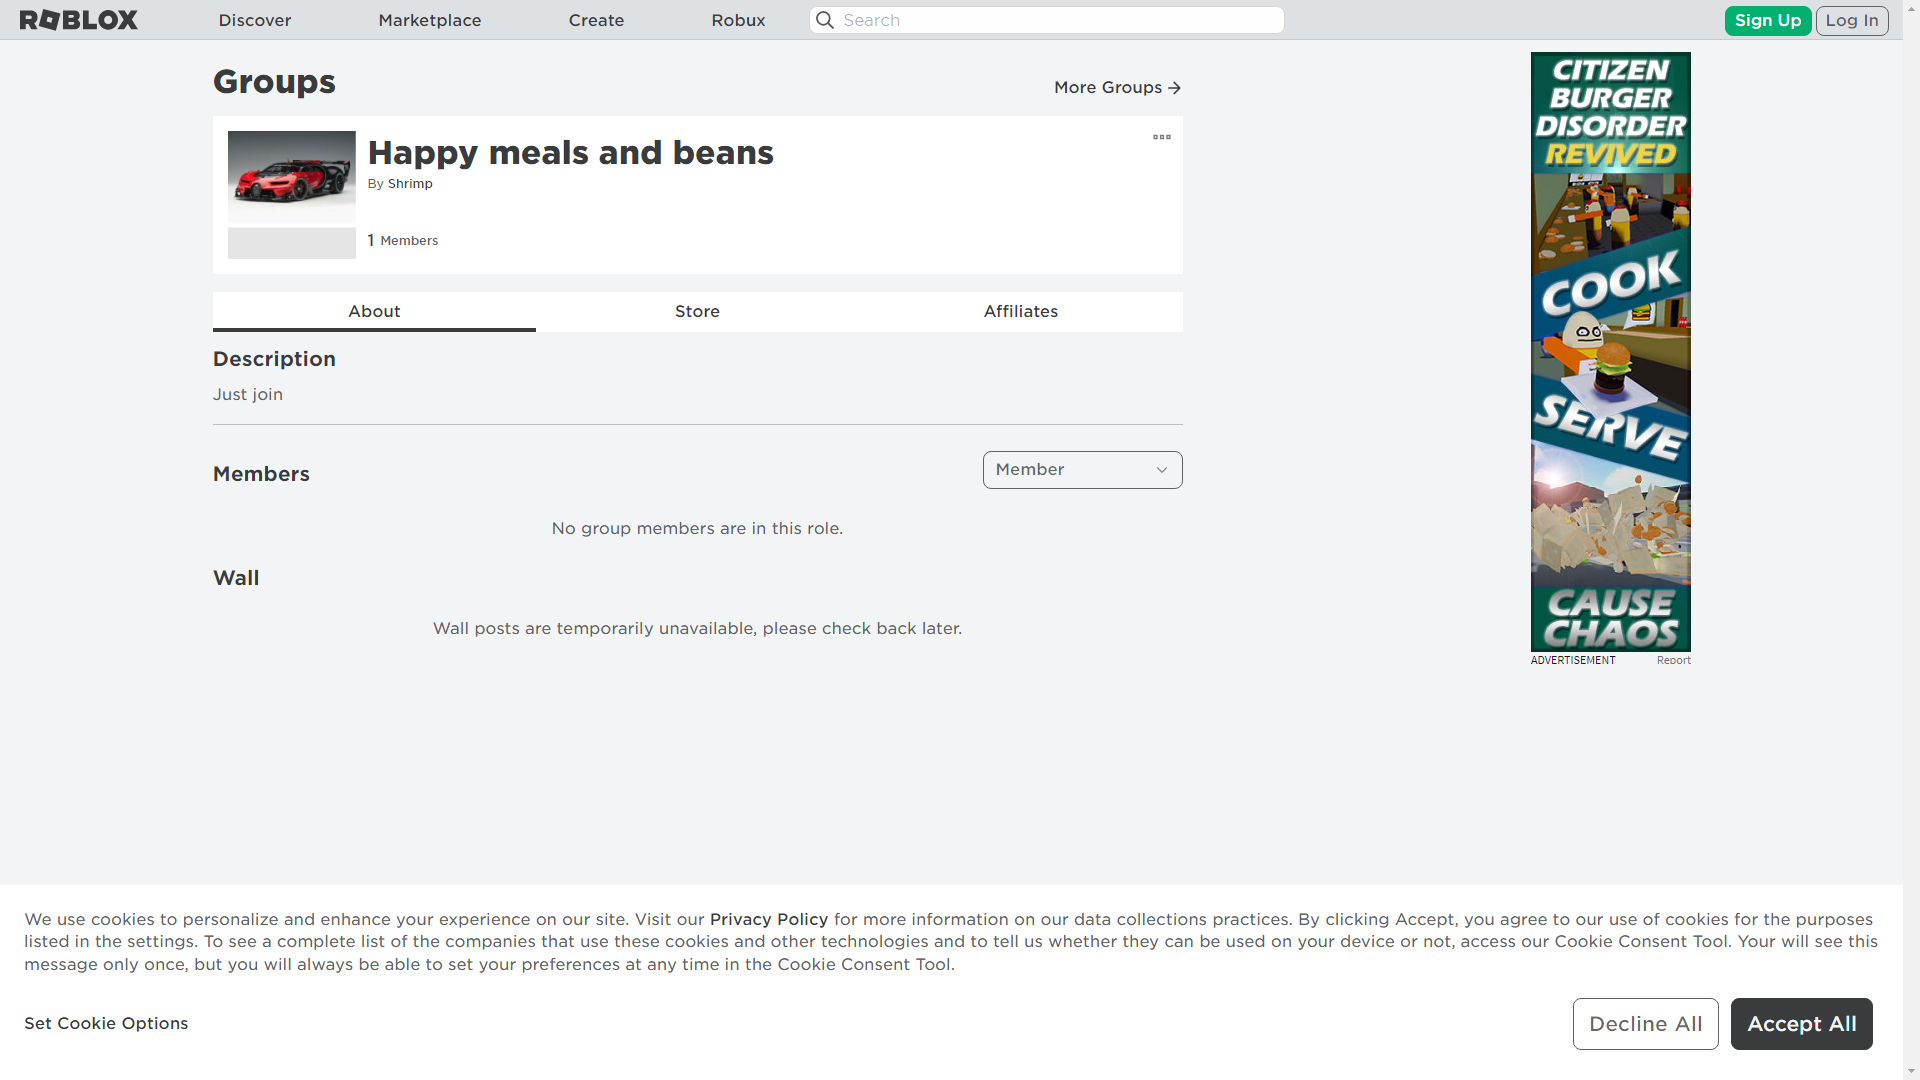 ROBLOX
Discover
Marketplace
Create
Robux
Search
Sign Up
Log In
Groups
More Groups
Happy meals and beans
By Shrimp
1 Members
About
Store
Affiliates
Description
Just join
Members
Member
No group members are in this role.
Wall
Wall posts are temporarily unavailable, please check back later.
CITIZEN
BURGER
DISORDER
REVIVED
COOK
SERVE
CAUSE
CHAOS
ADVERTISEMENT
Report
We use cookies to personalize and enhance your experience on our site. Visit our Privacy Policy for more information on our data collections practices. By clicking Accept, you agree to our use of cookies for the purposes
listed in the settings. To see a complete list of the companies that use these cookies and other technologies and to tell us whether they can be used on your device or not, access our Cookie Consent Tool. Your will see this
message only once, but you will always be able to set your preferences at any time in the Cookie Consent Tool.
Set Cookie Options
Decline All
Accept All